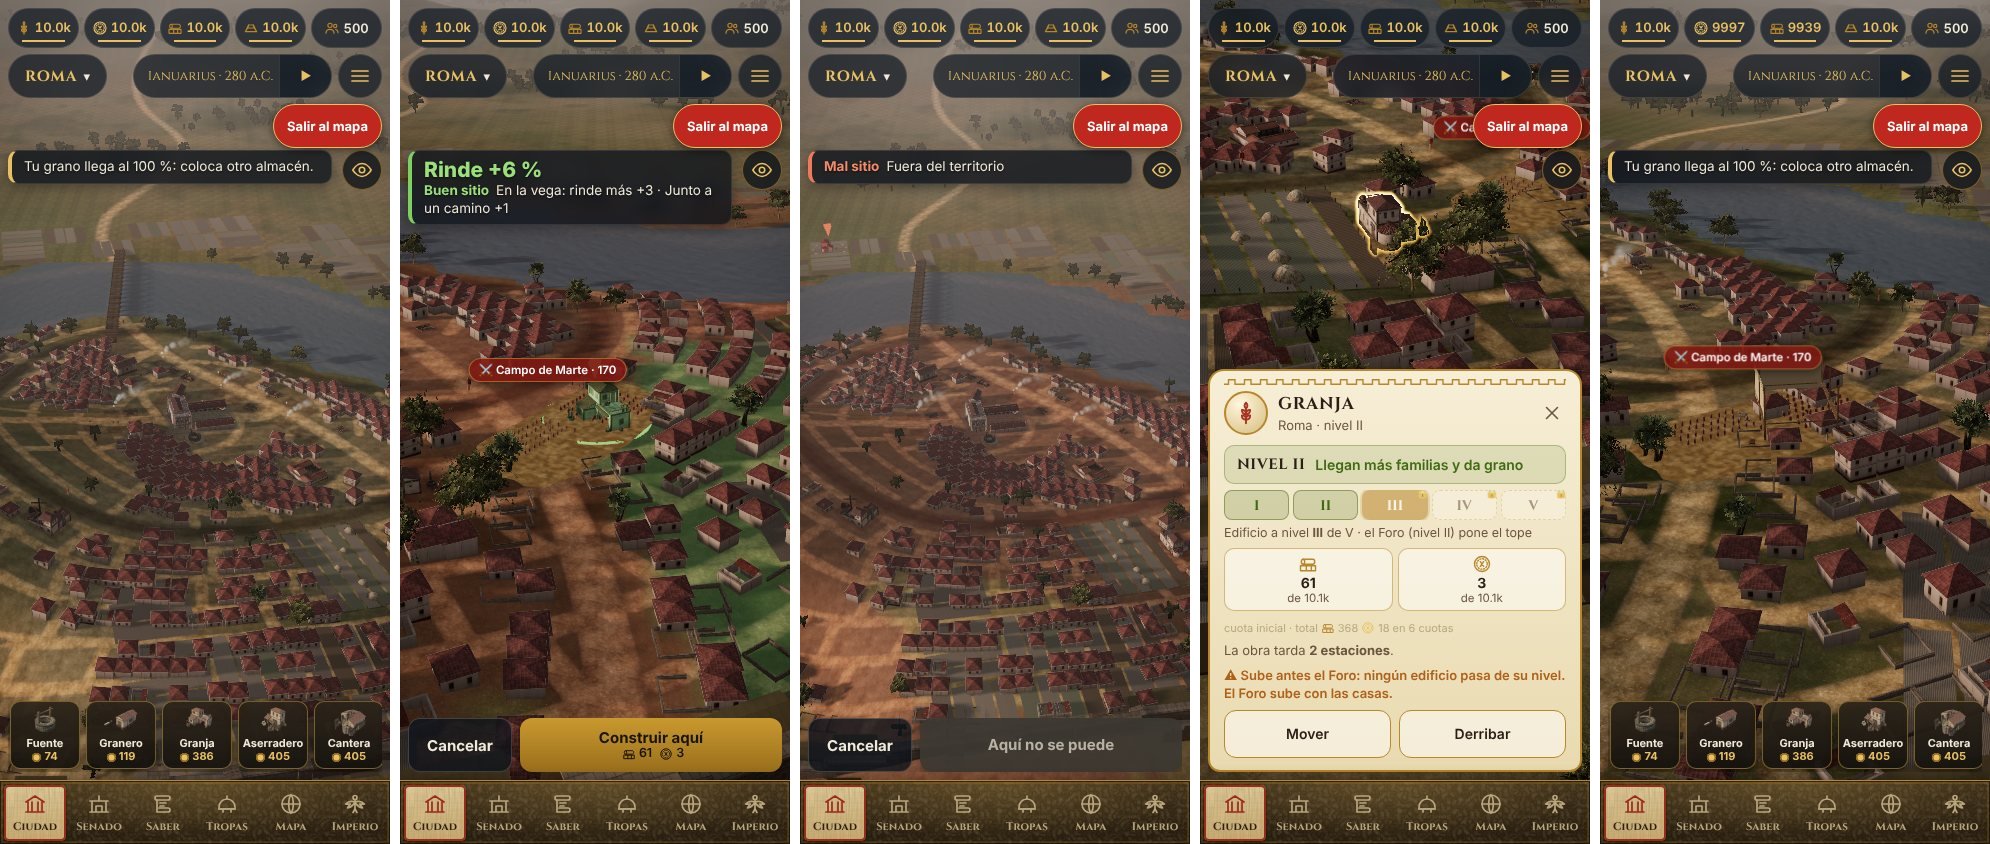 10.0k 10.0k 10.0k 10.0k 500
ROMA ▾ IANUARIUS · 280 A.C.
Salir al mapa
Tu grano llega al 100 %: coloca otro almacén.
Fuente Granero Granja Aserradero Cantera
74 119 386 405 405
CIUDAD SENADO SABER TROPAS MAPA IMPERIO
10.0k 10.0k 10.0k 10.0k 500
ROMA ▾ IANUARIUS · 280 A.C.
Salir al mapa
Rinde +6 %
Buen sitio En la vega: rinde más +3 · Junto a
un camino +1
Campo de Marte · 170
Cancelar
Construir aquí
61 3
CIUDAD SENADO SABER TROPAS MAPA IMPERIO
10.0k 10.0k 10.0k 10.0k 500
ROMA ▾ IANUARIUS · 280 A.C.
Salir al mapa
Mal sitio Fuera del territorio
Cancelar Aquí no se puede
CIUDAD SENADO SABER TROPAS MAPA IMPERIO
10.0k 10.0k 10.0k 10.0k 500
ROMA ▾ IANUARIUS · 280 A.C.
Ca Salir al mapa
GRANJA
Roma · nivel II
NIVEL II Llegan más familias y da grano
I II III IV V
Edificio a nivel III de V · el Foro (nivel II) pone el tope
61 3
de 10.1k de 10.1k
cuota inicial · total 368 18 en 6 cuotas
La obra tarda 2 estaciones.
⚠ Sube antes el Foro: ningún edificio pasa de su nivel.
El Foro sube con las casas.
Mover Derribar
CIUDAD SENADO SABER TROPAS MAPA IMPERIO
10.0k 9997 9939 10.0k 500
ROMA ▾ IANUARIUS · 280 A.C.
Salir al mapa
Tu grano llega al 100 %: coloca otro almacén.
Campo de Marte · 170
Fuente Granero Granja Aserradero Cantera
74 119 386 405 405
CIUDAD SENADO SABER TROPAS MAPA IMPERIO